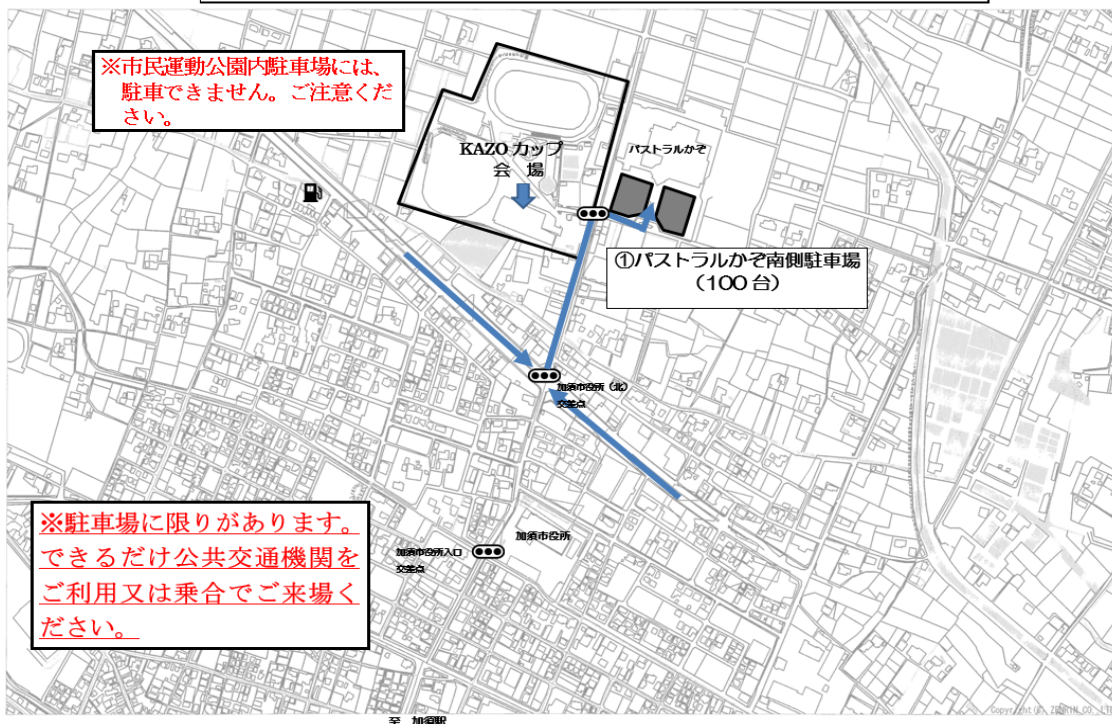 ※市民運動公園内駐車場には、
駐車できません。ご注意くだ
さい。
KAZOカップ
会　場
パストラルかぞ
①パストラルかぞ南側駐車場
（100台）
加須市役所（北）
交差点
※駐車場に限りがあります。
できるだけ公共交通機関を
ご利用又は乗合でご来場く
ださい。
加須市役所
加須市役所入口
交差点
至　加須駅
Copyright (C) ZENRIN CO., LT